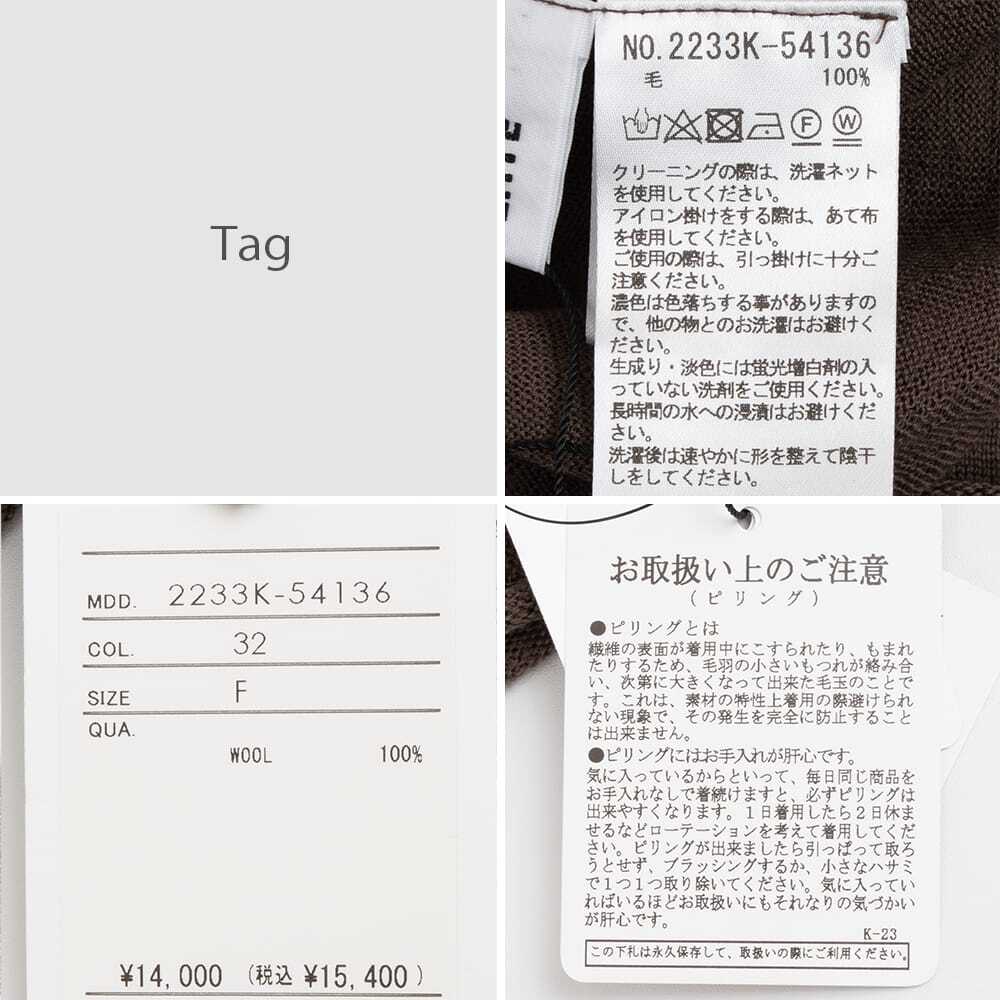 Tag
NO.2233K-54136
毛 100%
F
W
クリーニングの際は、洗濯ネット
を使用してください。
アイロン掛けをする際は、あて布
を使用してください。
ご使用の際は、引っ掛けに十分ご
注意ください。
濃色は色落ちする事がありますの
で、他の物とのお洗濯はお避けく
ださい。
生成り・淡色には蛍光増白剤の入
っていない洗剤をご使用ください。
長時間の水への浸漬はお避けくだ
さい。
洗濯後は速やかに形を整えて陰干
しをしてください。
MDD. 2233K-54136
COL. 32
SIZE F
QUA.
WOOL 100%
¥14,000 (税込 ¥15,400)
お取扱い上のご注意
(ピリング)
●ピリングとは
繊維の表面が着用中にこすられたり、もまれ
たりするため、毛羽の小さいもつれが絡み合
い、次第に大きくなって出来た毛玉のことで
す。これは、素材の特性上着用の際避けられ
ない現象で、その発生を完全に防止すること
は出来ません。
●ピリングにはお手入れが肝心です。
気に入っているからといって、毎日同じ商品を
お手入れなしで着続けますと、必ずピリングは
出来やすくなります。1日着用したら2日休ま
せるなどローテーションを考えて着用してくだ
さい。ピリングが出来ましたら引っぱって取ろ
うとせず、ブラッシングするか、小さなハサミ
で1つ1つ取り除いてください。気に入ってい
ればいるほどお取扱いにもそれなりの気づかい
が肝心です。
K-23
この下札は永久保存して、取扱いの際にご利用ください。